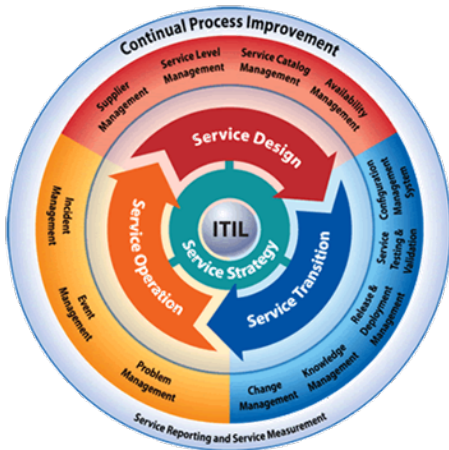 Continual Process Improvement
Supplier
Management
Service Level
Management
Service Catalog
Management
Availability
Management
Configuration
Management
System
Service
Testing &
Validation
Release &
Deployment
Management
Knowledge
Management
Change
Management
Problem
Management
Event
Management
Incident
Management
Service Design
Service Transition
Service Operation
Service Strategy
ITIL
Service Reporting and Service Measurement